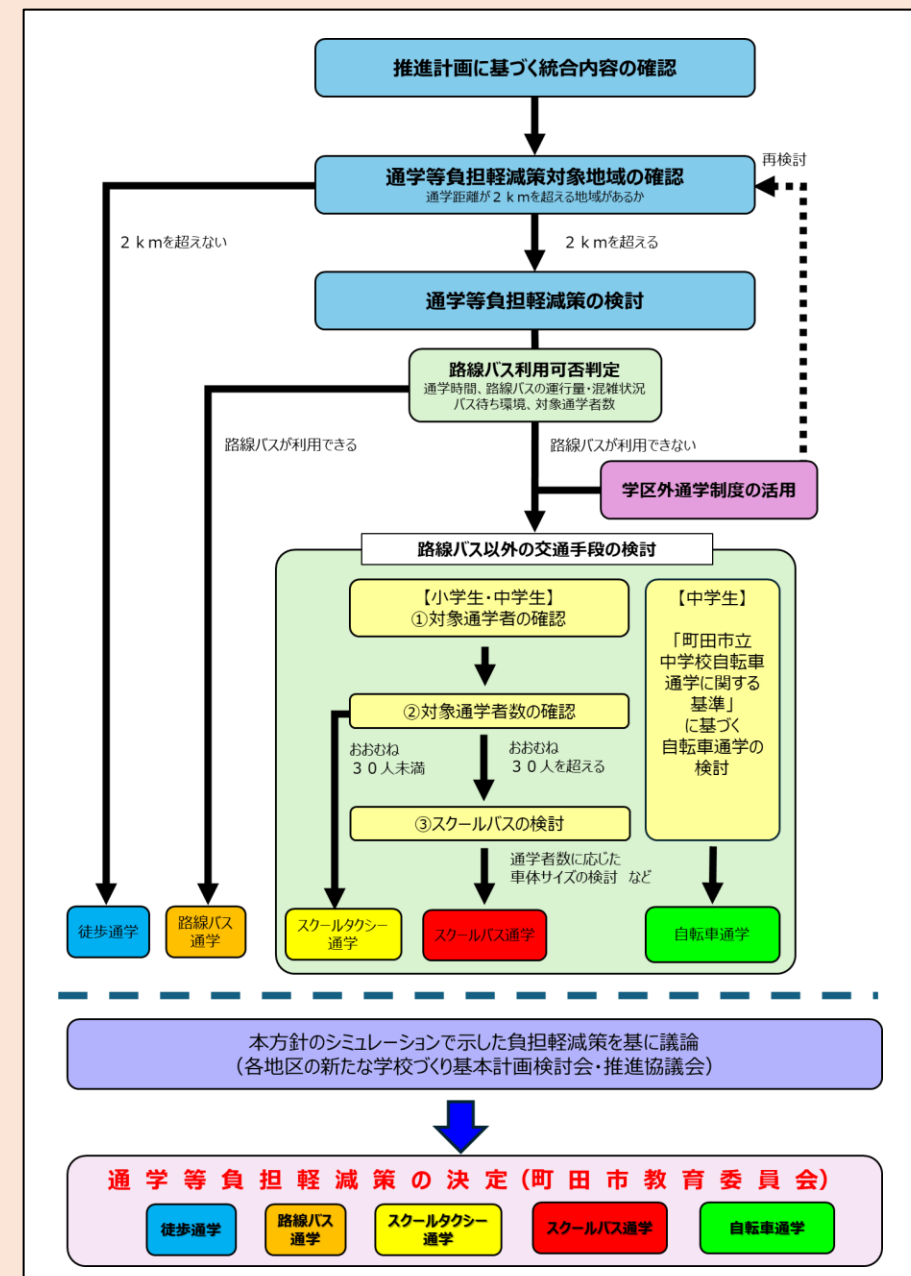 推進計画に基づく統合内容の確認
通学等負担軽減策対象地域の確認
通学距離が2kmを超える地域があるか
再検討
2kmを超えない
2kmを超える
通学等負担軽減策の検討
路線バス利用可否判定
通学時間、路線バスの運行量・混雑状況
バス待ち環境、対象通学者数
路線バスが利用できる
路線バスが利用できない
学区外通学制度の活用
路線バス以外の交通手段の検討
【小学生・中学生】
①対象通学者の確認
【中学生】
「町田市立
中学校自転車
通学に関する
基準」
に基づく
自転車通学の
検討
②対象通学者数の確認
おおむね
30人未満
おおむね
30人を超える
③スクールバスの検討
通学者数に応じた
車体サイズの検討 など
徒歩通学
路線バス
通学
スクールタクシー
通学
スクールバス通学
自転車通学
本方針のシミュレーションで示した負担軽減策を基に議論
(各地区の新たな学校づくり基本計画検討会・推進協議会)
通学等負担軽減策の決定(町田市教育委員会)
徒歩通学
路線バス
通学
スクールタクシー
通学
スクールバス通学
自転車通学